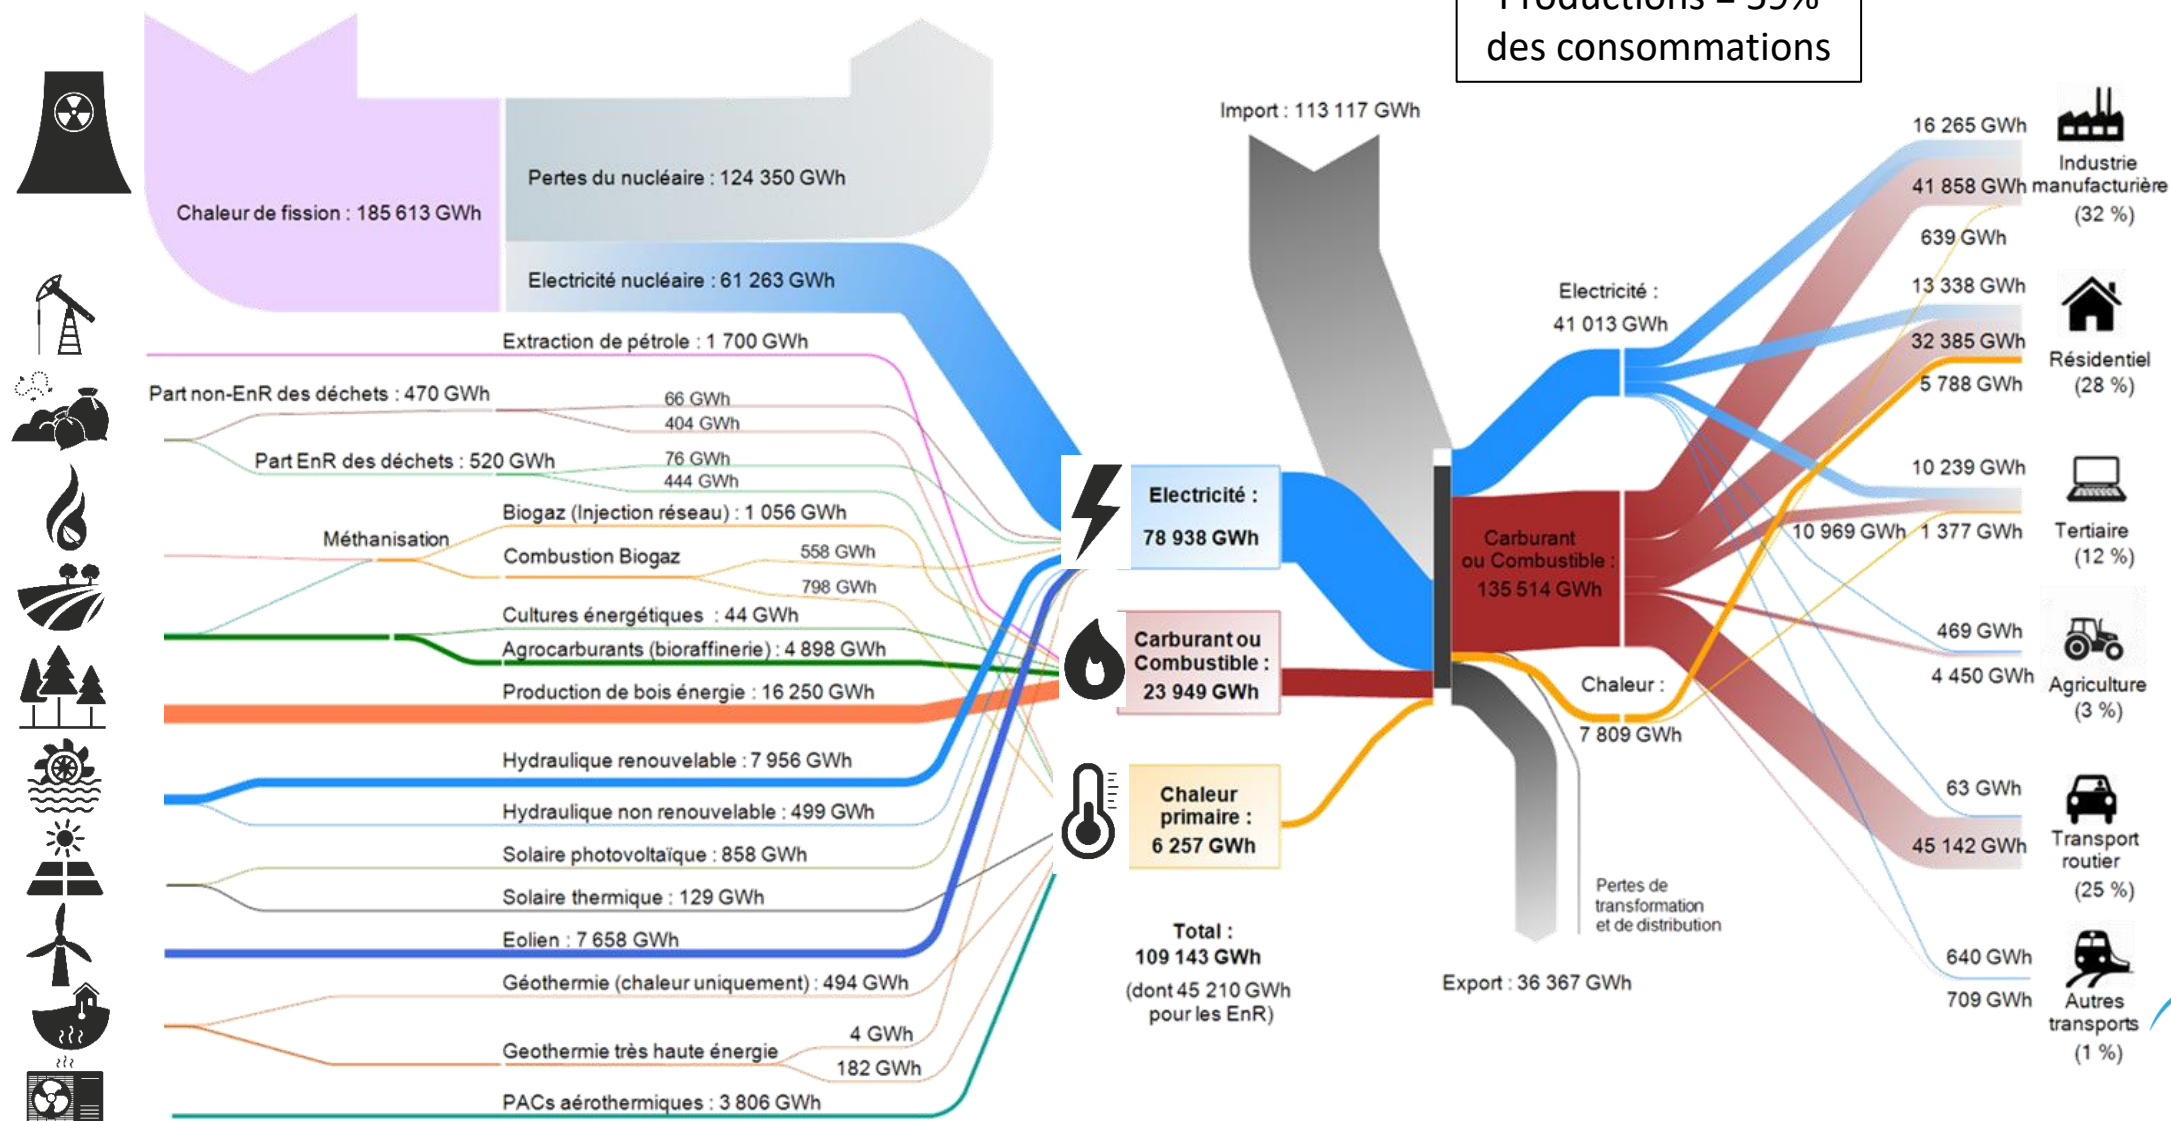 Productions = 59%
des consommations
Import : 113 117 GWh
Pertes du nucléaire : 124 350 GWh
Chaleur de fission : 185 613 GWh
Electricité nucléaire : 61 263 GWh
Extraction de pétrole : 1 700 GWh
Part non-EnR des déchets : 470 GWh
66 GWh
404 GWh
Part EnR des déchets : 520 GWh
76 GWh
444 GWh
Biogaz (Injection réseau) : 1 056 GWh
Méthanisation
Combustion Biogaz
558 GWh
798 GWh
Cultures énergétiques : 44 GWh
Agrocarburants (bioraffinerie) : 4 898 GWh
Production de bois énergie : 16 250 GWh
Hydraulique renouvelable : 7 956 GWh
Hydraulique non renouvelable : 499 GWh
Solaire photovoltaïque : 858 GWh
Solaire thermique : 129 GWh
Eolien : 7 658 GWh
Géothermie (chaleur uniquement) : 494 GWh
Geothermie très haute énergie
4 GWh
182 GWh
PACs aérothermiques : 3 806 GWh
Electricité :
78 938 GWh
Carburant ou
Combustible :
23 949 GWh
Chaleur
primaire :
6 257 GWh
Total :
109 143 GWh
(dont 45 210 GWh
pour les EnR)
Electricité :
41 013 GWh
Carburant
ou Combustible :
135 514 GWh
Chaleur :
7 809 GWh
Pertes de
transformation
et de distribution
Export : 36 367 GWh
16 265 GWh
41 858 GWh
639 GWh
Industrie
manufacturière
(32 %)
13 338 GWh
32 385 GWh
5 788 GWh
Résidentiel
(28 %)
10 239 GWh
10 969 GWh
1 377 GWh
Tertiaire
(12 %)
469 GWh
4 450 GWh
Agriculture
(3 %)
63 GWh
45 142 GWh
Transport
routier
(25 %)
640 GWh
709 GWh
Autres
transports
(1 %)